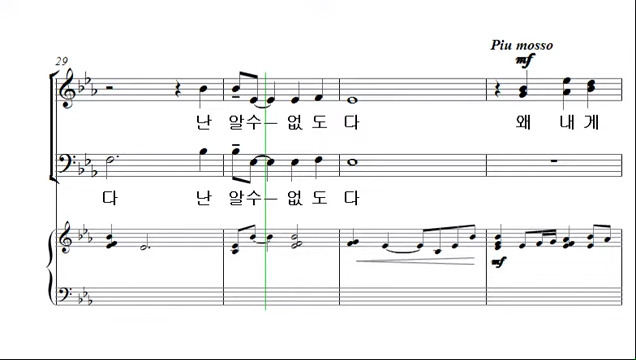 Piu mosso
29
mf
난 알수 없 도 다 왜 내 게
다 난 알수 없 도 다
mf